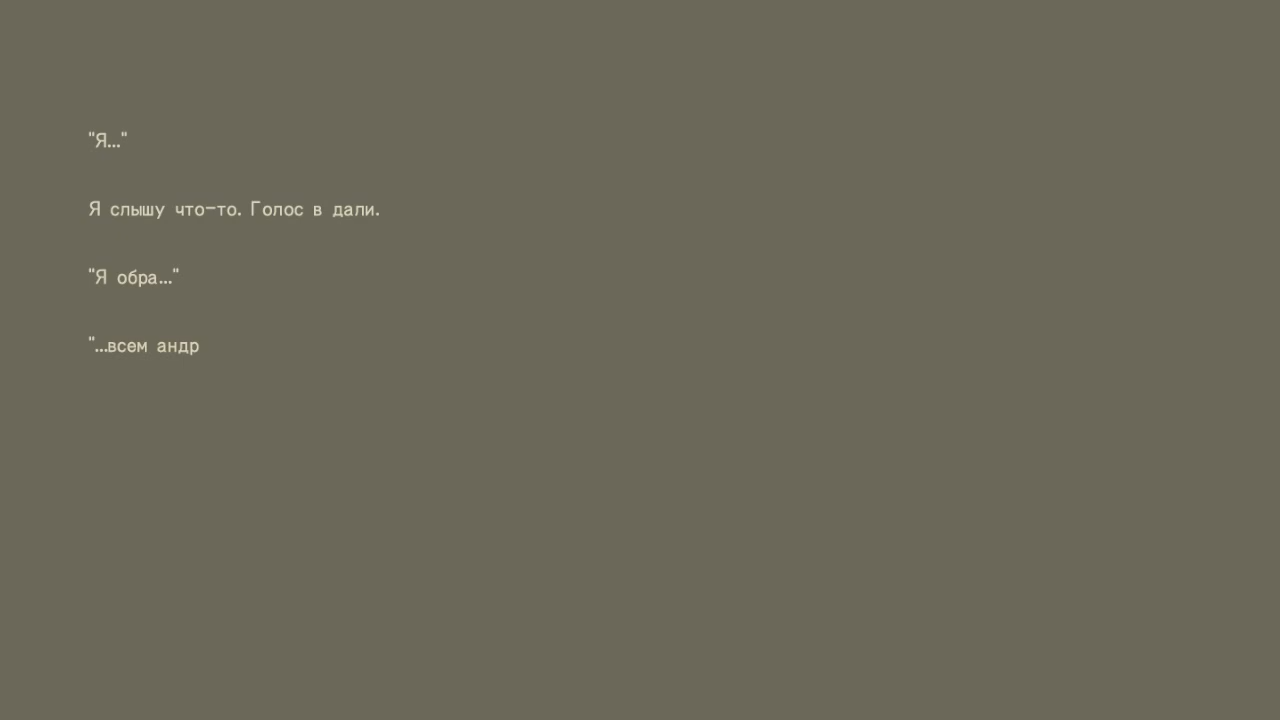 "Я..."
Я слышу что-то. Голос в дали.
"Я обра..."
"...всем андр